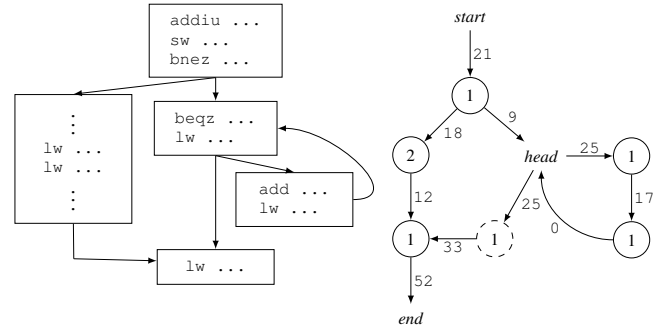 addiu ...
sw ...
bnez ...
⋮
lw ...
lw ...
⋮
beqz ...
lw ...
add ...
lw ...
lw ...
start
21
1
18
9
2
head
25
1
12
25
17
1
33
1
0
1
52
end